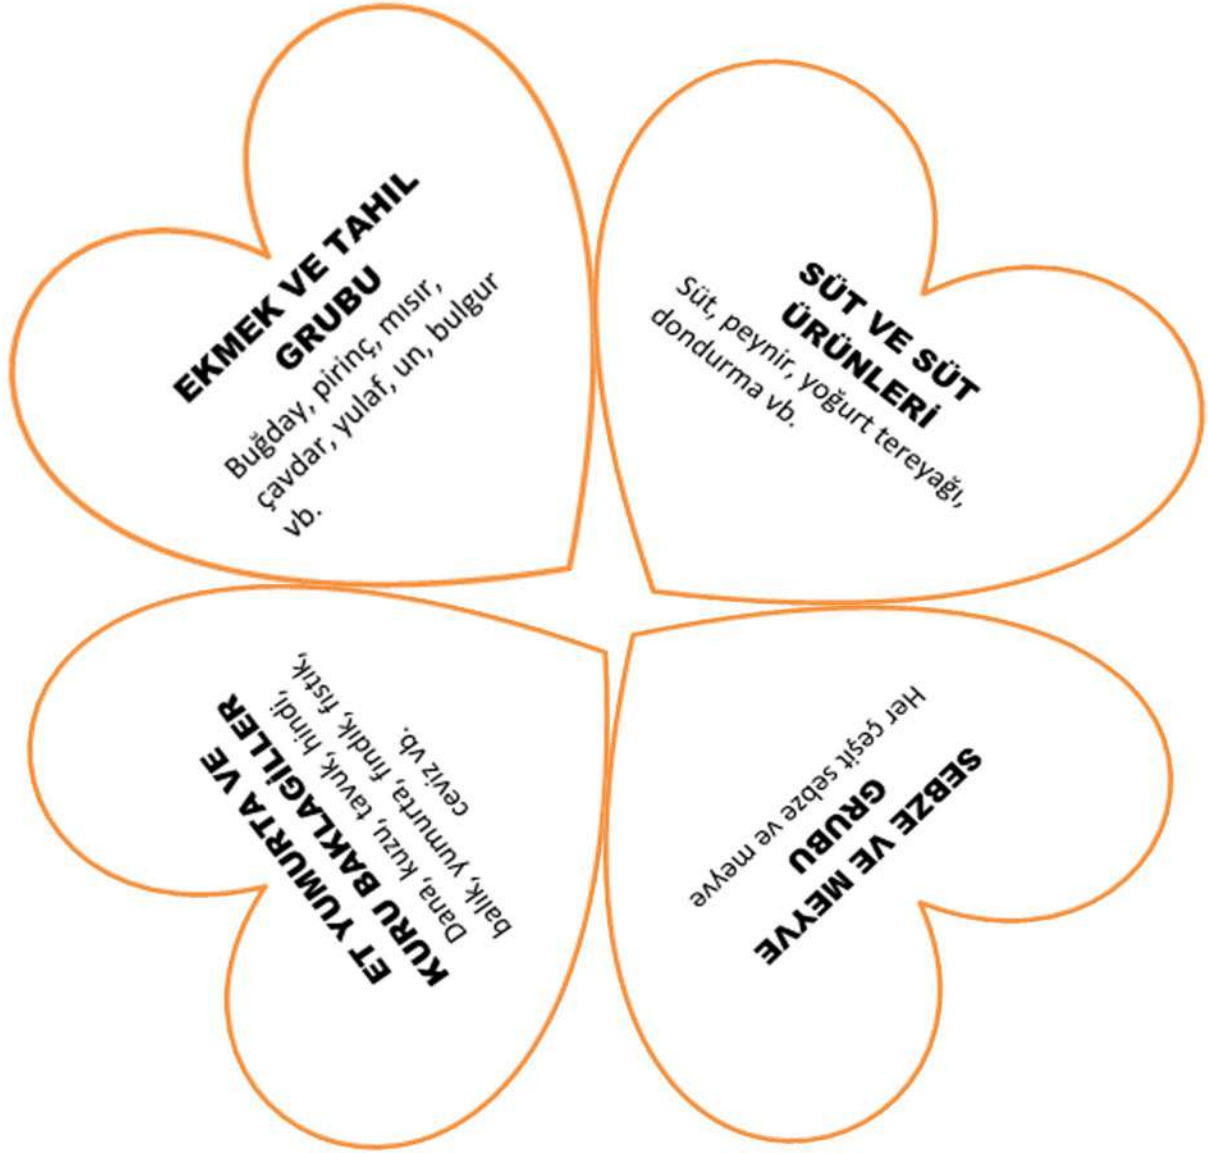 EKMEK VE TAHIL
GRUBU
Buğday, pirinç, mısır,
çavdar, yulaf, un, bulgur
vb.
SÜT VE SÜT
ÜRÜNLERİ
Süt, peynir, yoğurt tereyağı,
dondurma vb.
ET YUMURTA VE
KURU BAKLAGİLLER
Dana, kuzu, tavuk, hindi,
balık, yumurta, fındık, fıstık,
ceviz vb.
SEBZE VE MEYVE
GRUBU
Her çeşit sebze ve meyve